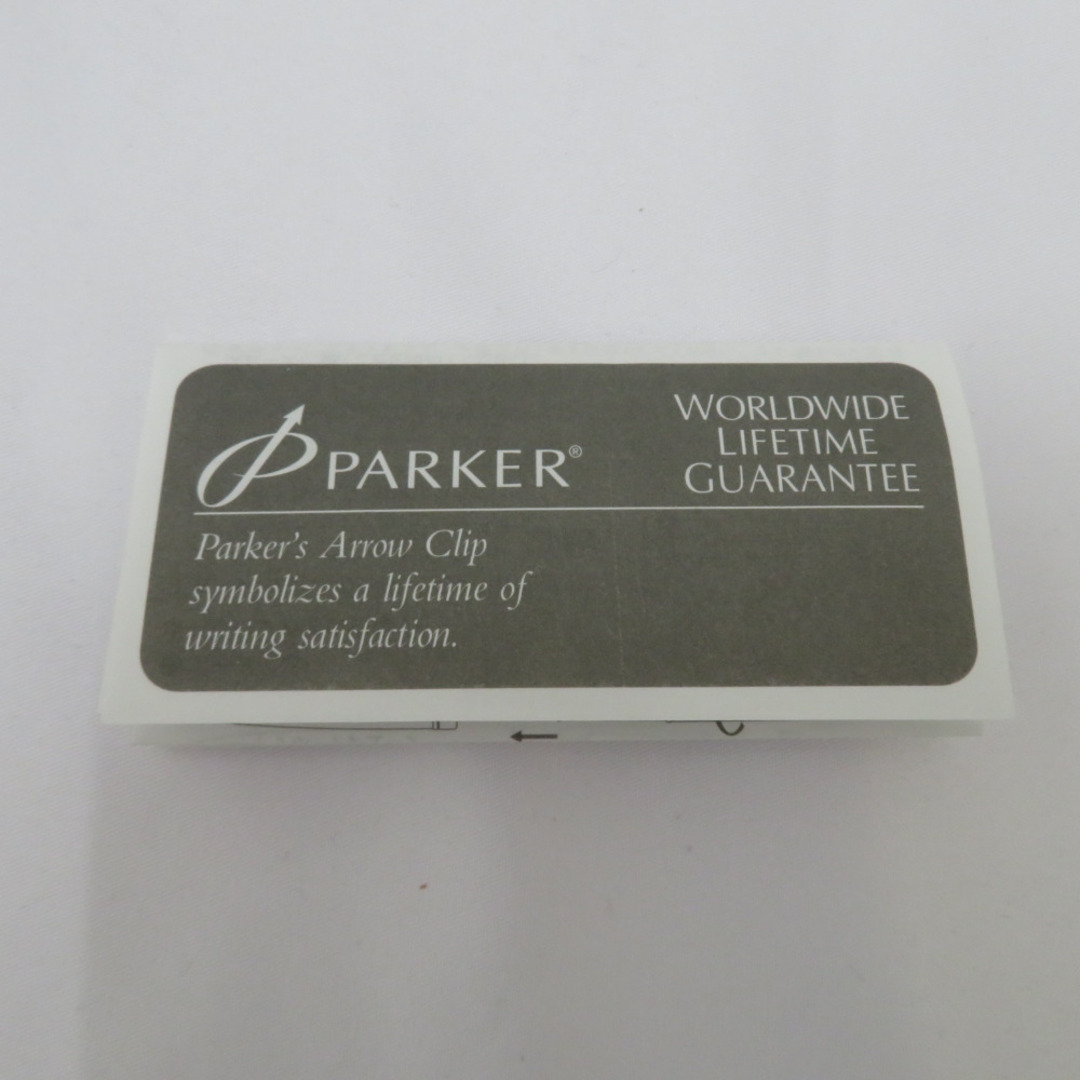 PARKER®
WORLDWIDE
LIFETIME
GUARANTEE
Parker's Arrow Clip
symbolizes a lifetime of
writing satisfaction.